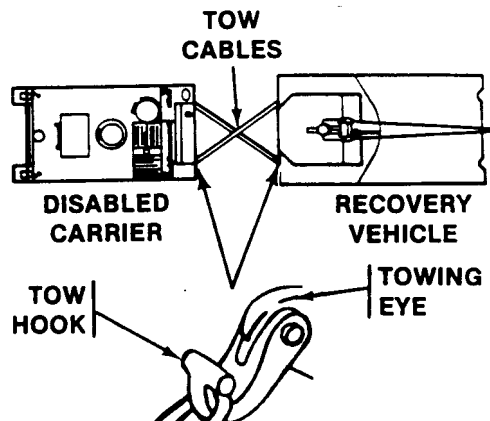 TOW
CABLES
DISABLED
CARRIER
RECOVERY
VEHICLE
TOW
HOOK
TOWING
EYE